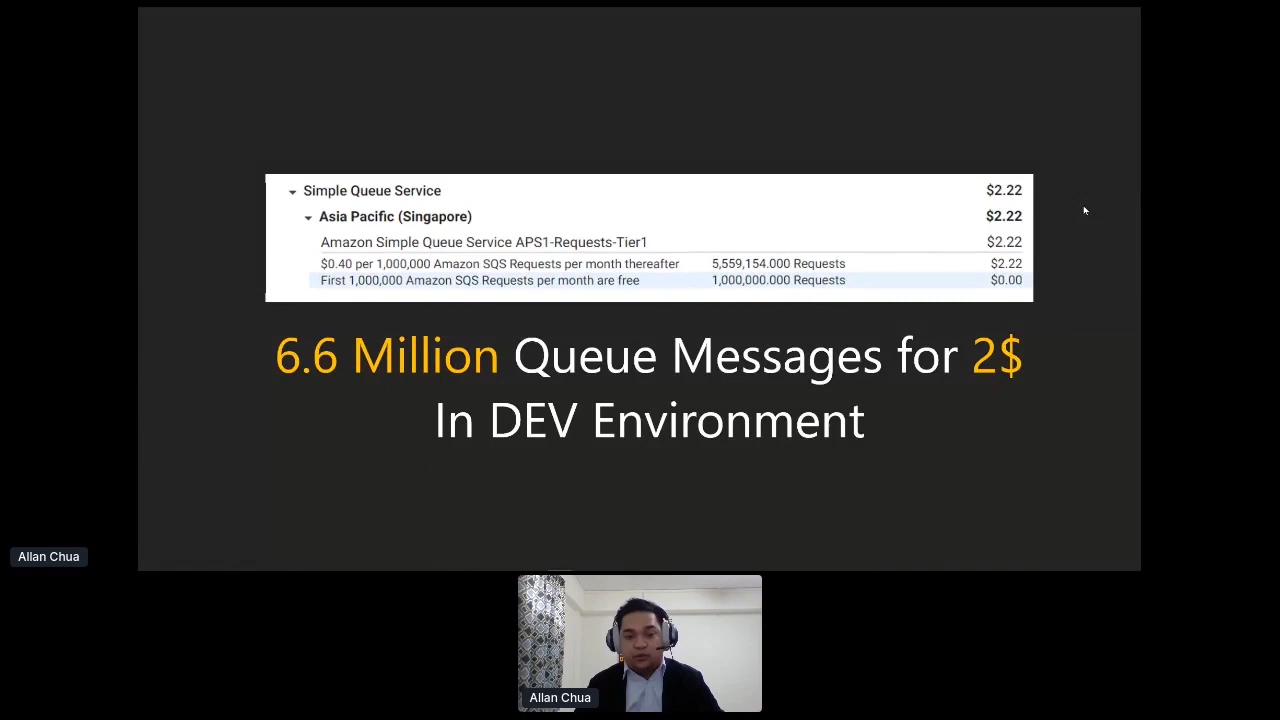 Simple Queue Service $2.22
Asia Pacific (Singapore) $2.22
Amazon Simple Queue Service APS1-Requests-Tier1 $2.22
$0.40 per 1,000,000 Amazon SQS Requests per month thereafter 5,559,154.000 Requests $2.22
First 1,000,000 Amazon SQS Requests per month are free 1,000,000.000 Requests $0.00
6.6 Million Queue Messages for 2$
In DEV Environment
Allan Chua
Allan Chua